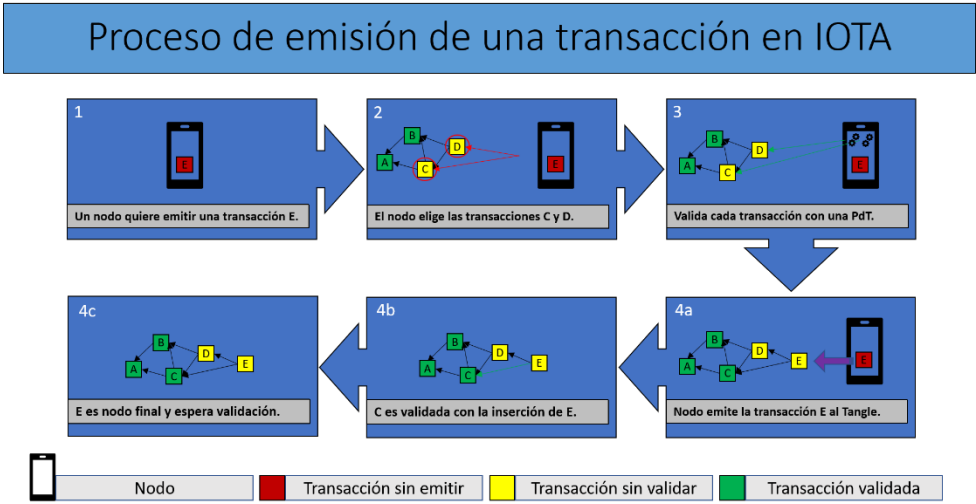 Proceso de emisión de una transacción en IOTA
1
E
Un nodo quiere emitir una transacción E.
2
B
D
A
C
E
El nodo elige las transacciones C y D.
3
B
D
A
C
E
Valida cada transacción con una PdT.
4c
B
D
E
A
C
E es nodo final y espera validación.
4b
B
D
E
A
C
C es validada con la inserción de E.
4a
B
D
E
E
A
C
Nodo emite la transacción E al Tangle.
Nodo
Transacción sin emitir
Transacción sin validar
Transacción validada